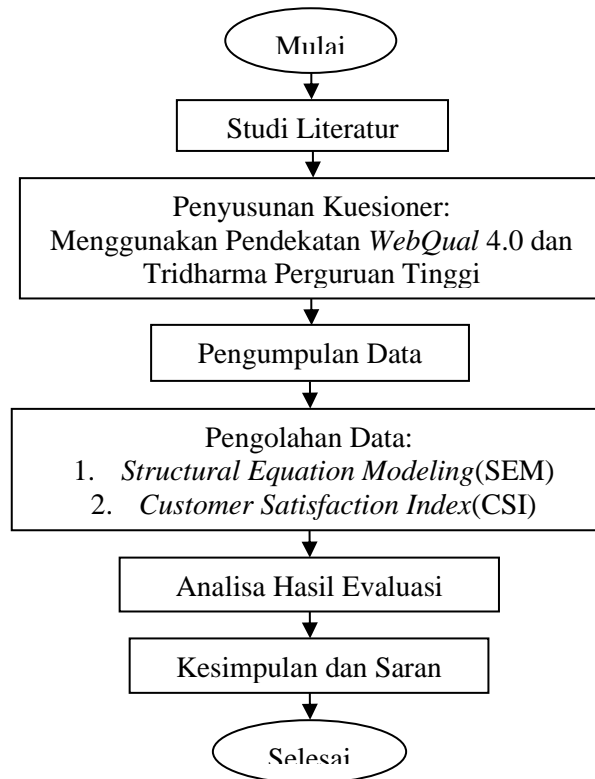 Mulai
Studi Literatur
Penyusunan Kuesioner:
Menggunakan Pendekatan WebQual 4.0 dan
Tridharma Perguruan Tinggi
Pengumpulan Data
Pengolahan Data:
1. Structural Equation Modeling(SEM)
2. Customer Satisfaction Index(CSI)
Analisa Hasil Evaluasi
Kesimpulan dan Saran
Selesai